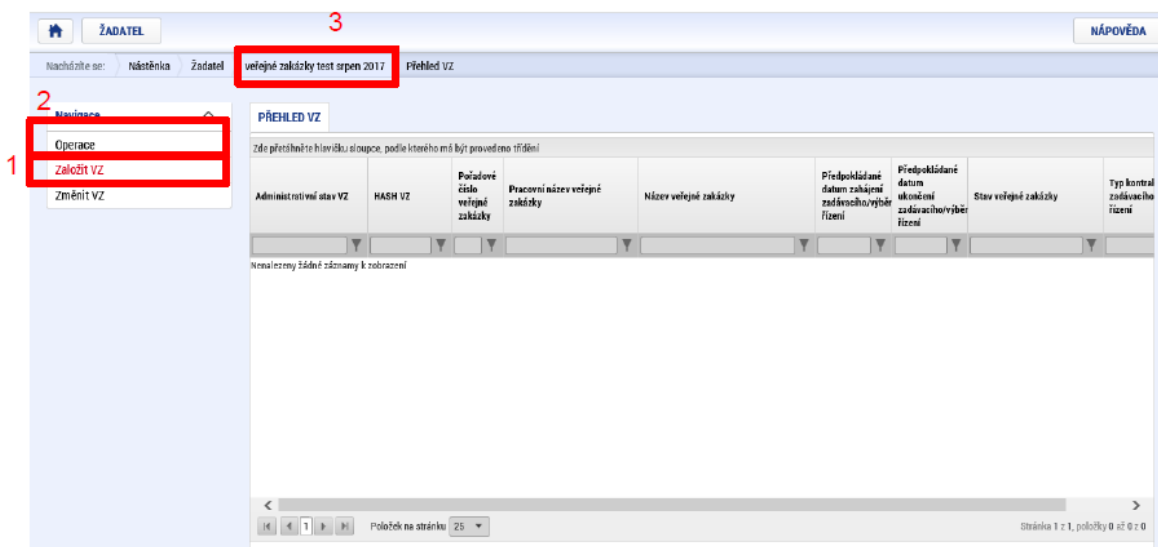 3
ŽADATEL
NÁPOVĚDA
Nacházíte se: Nástěnka Žadatel veřejné zakázky test srpen 2017 Přehled VZ
2
Navigace
PŘEHLED VZ
Operace
Zde přetáhněte hlavičku sloupce, podle kterého má být provedeno třídění
1
Založit VZ
Změnit VZ
Administrativní stav VZ
HASH VZ
Pořadové
číslo
veřejné
zakázky
Pracovní název veřejné
zakázky
Název veřejné zakázky
Předpokládané
datum zahájení
zadávacího/výběr
řízení
Předpokládané
datum
ukončení
zadávacího/výběr
řízení
Stav veřejné zakázky
Typ kontral
zadávacího
řízení
Nenalezeny žádné záznamy k zobrazení
1 Položek na stránku 25
Stránka 1 z 1, položky 0 až 0 z 0